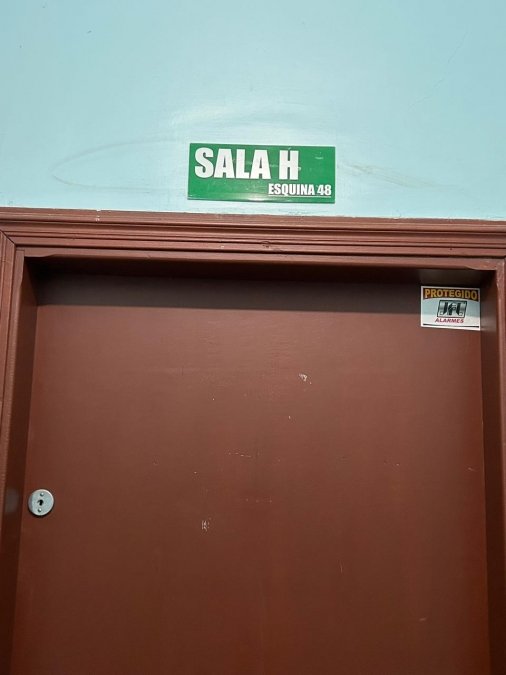 SALA H
ESQUINA 48
PROTEGIDO
ALARMES